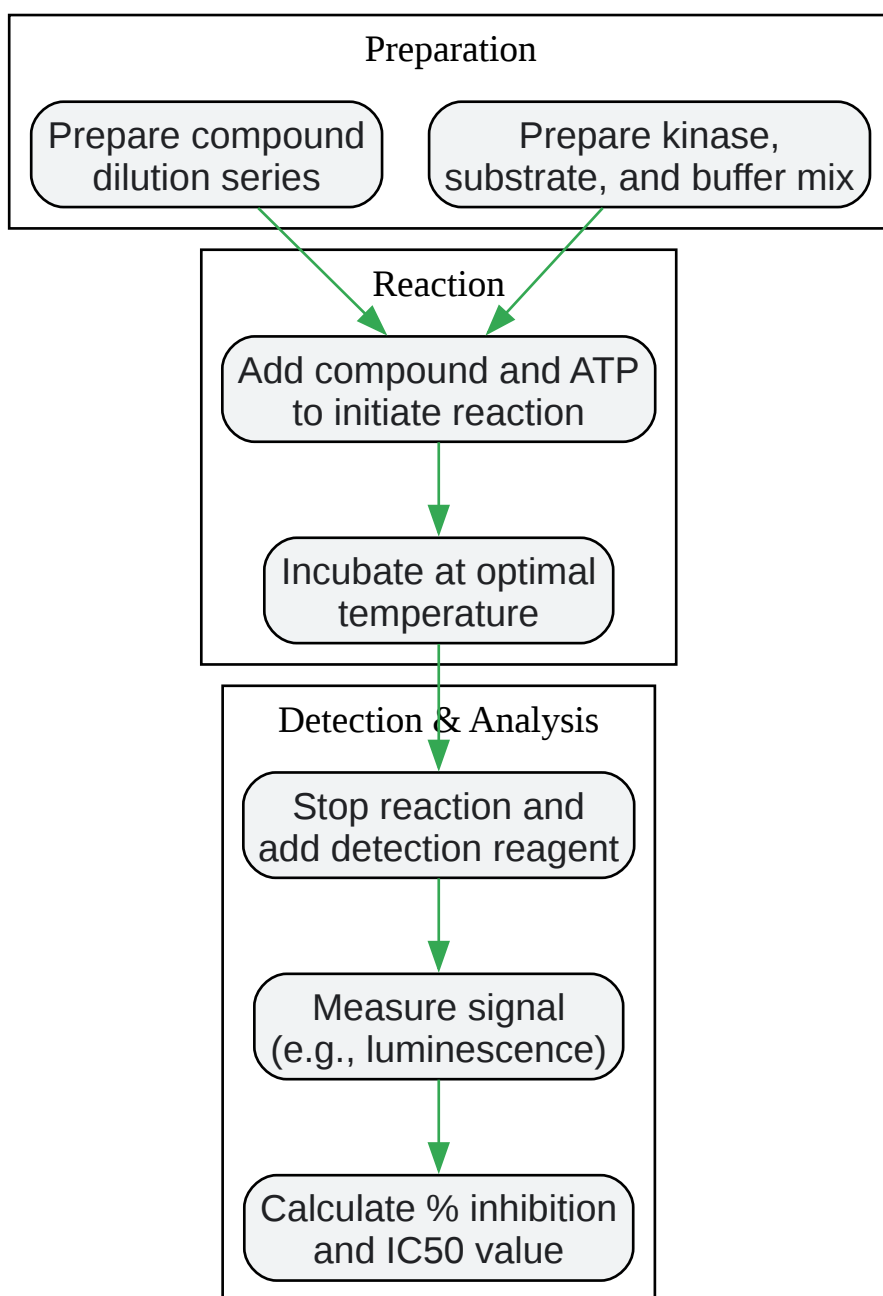 Preparation
Prepare compound
dilution series
Prepare kinase,
substrate, and buffer mix
Reaction
Add compound and ATP
to initiate reaction
Incubate at optimal
temperature
Detection & Analysis
Stop reaction and
add detection reagent
Measure signal
(e.g., luminescence)
Calculate % inhibition
and IC50 value